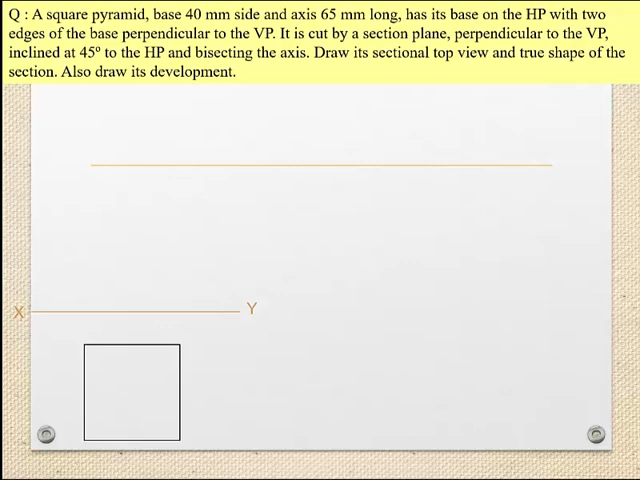 Q : A square pyramid, base 40 mm side and axis 65 mm long, has its base on the HP with two
edges of the base perpendicular to the VP. It is cut by a section plane, perpendicular to the VP,
inclined at 45º to the HP and bisecting the axis. Draw its sectional top view and true shape of the
section. Also draw its development.
X Y